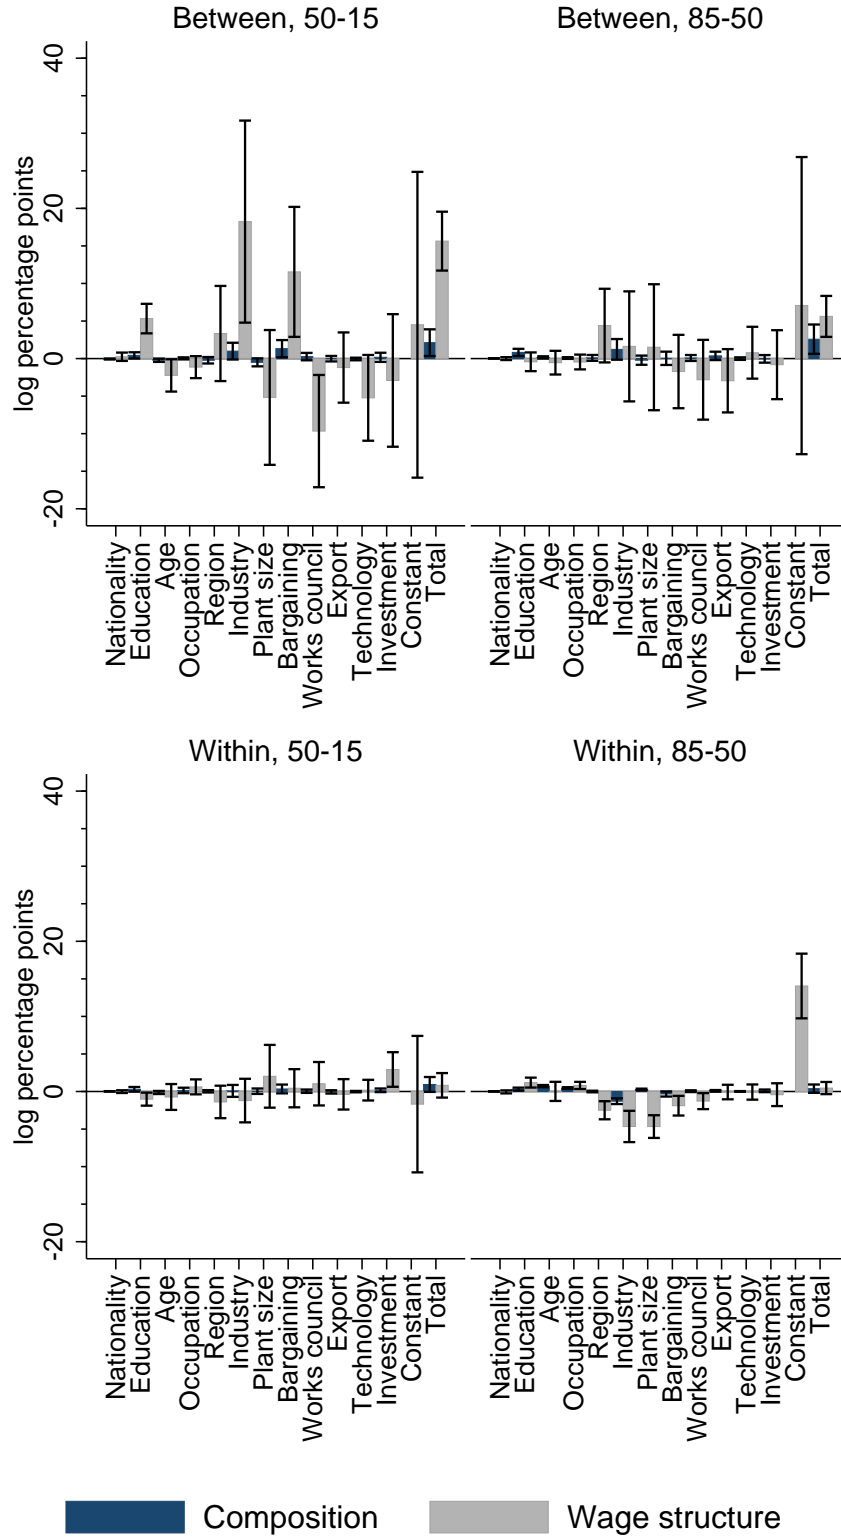 Between, 50-15
Between, 85-50
log percentage points
40
20
0
-20
Nationality
Education
Age
Occupation
Region
Industry
Plant size
Bargaining
Works council
Export
Technology
Investment
Constant
Total
Nationality
Education
Age
Occupation
Region
Industry
Plant size
Bargaining
Works council
Export
Technology
Investment
Constant
Total
Within, 50-15
Within, 85-50
log percentage points
40
20
0
-20
Nationality
Education
Age
Occupation
Region
Industry
Plant size
Bargaining
Works council
Export
Technology
Investment
Constant
Total
Nationality
Education
Age
Occupation
Region
Industry
Plant size
Bargaining
Works council
Export
Technology
Investment
Constant
Total
Composition
Wage structure